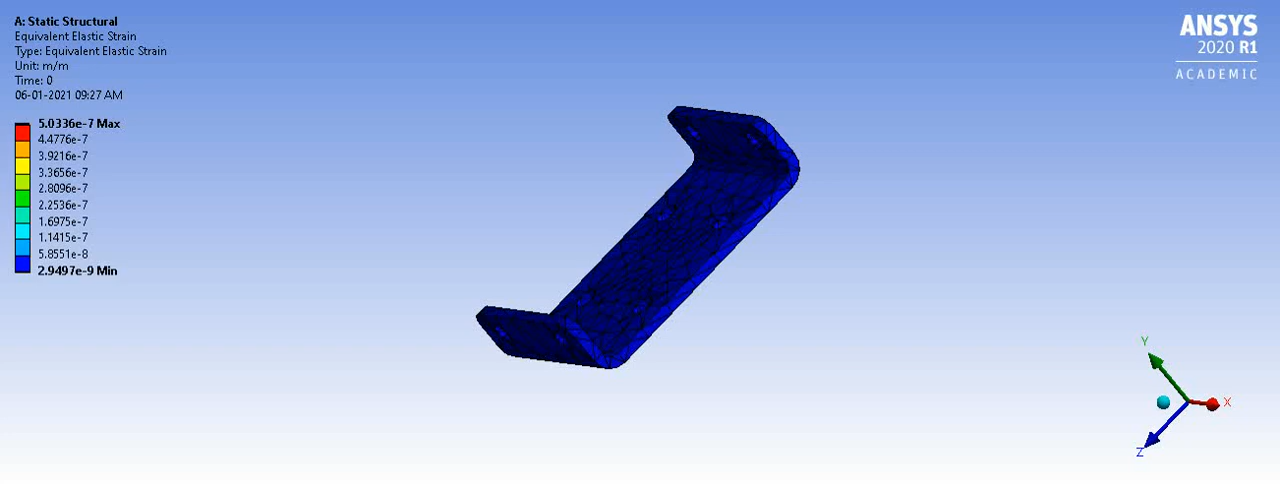 A: Static Structural
Equivalent Elastic Strain
Type: Equivalent Elastic Strain
Unit: m/m
Time: 0
06-01-2021 09:27 AM
5.0336e-7 Max
4.4776e-7
3.9216e-7
3.3656e-7
2.8096e-7
2.2536e-7
1.6975e-7
1.1415e-7
5.8551e-8
2.9497e-9 Min
ANSYS
2020 R1
ACADEMIC
Y
X
Z